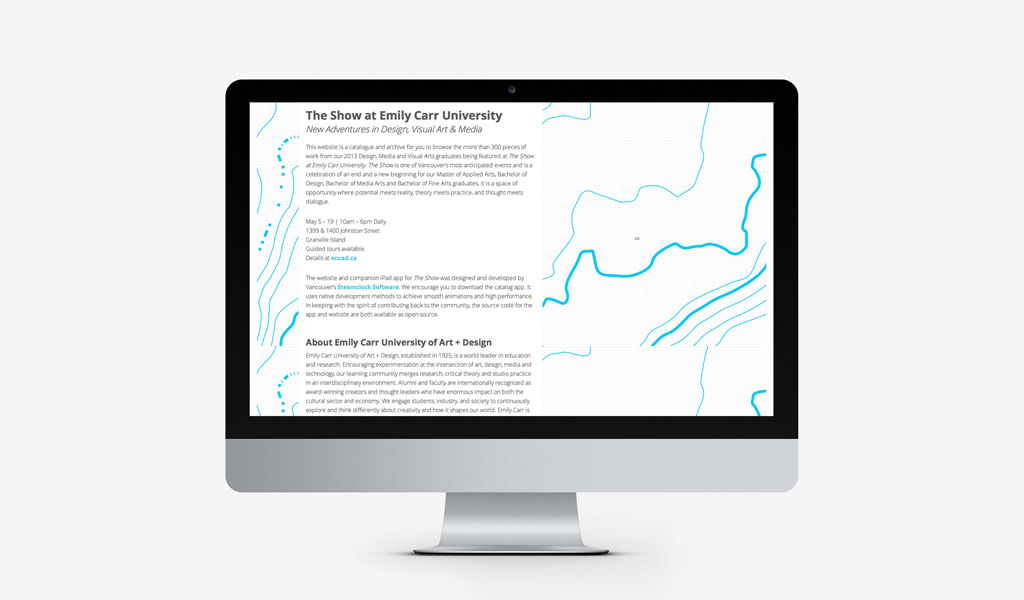 The Show at Emily Carr University
New Adventures in Design, Visual Art & Media
This website is a catalogue and archive for you to browse the more than 300 pieces of
work from our 2013 Design, Media and Visual Arts graduates being featured at The Show
at Emily Carr University. The Show is one of Vancouver's most anticipated events and is a
celebration of an end and a new beginning for our Master of Applied Arts, Bachelor of
Design, Bachelor of Media Arts and Bachelor of Fine Arts graduates. It is a space of
opportunity where potential meets reality, theory meets practice, and thought meets
dialogue.
May 5 – 19 | 10am – 6pm Daily
1399 & 1400 Johnston Street
Granville Island
Guided tours available.
Details at ecuad.ca
The website and companion iPad app for The Show was designed and developed by
Vancouver's Steamclock Software. We encourage you to download the catalog app. It
uses native development methods to achieve smooth animations and high performance.
In keeping with the spirit of contributing back to the community, the source code for the
app and website are both available as open source.
About Emily Carr University of Art + Design
Emily Carr University of Art + Design, established in 1925, is a world leader in education
and research. Encouraging experimentation at the intersection of art, design, media and
technology, our learning community merges research, critical theory and studio practice
in an interdisciplinary environment. Alumni and faculty are internationally recognized as
award-winning creators and thought leaders who have enormous impact on both the
cultural sector and economy. We engage students, industry, and society to continuously
explore and think differently about creativity and how it shapes our world. Emily Carr is